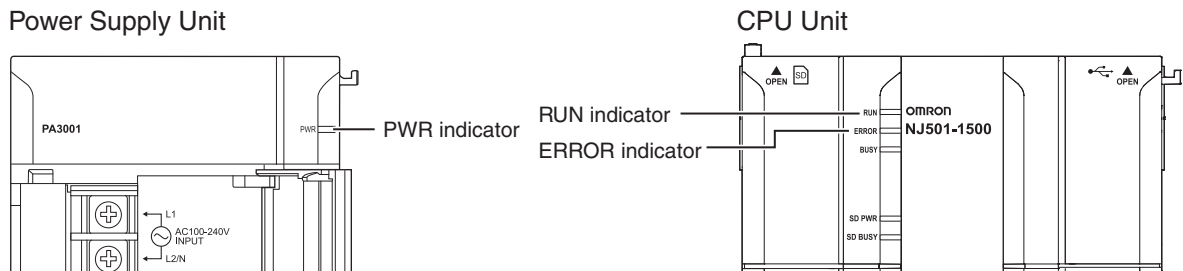 Power Supply Unit
PA3001
PWR
PWR indicator
L1
AC100-240V
INPUT
L2/N
CPU Unit
OPEN
SD
OPEN
RUN indicator
RUN
OMRON
ERROR indicator
ERROR
NJ501-1500
BUSY
SD PWR
SD BUSY